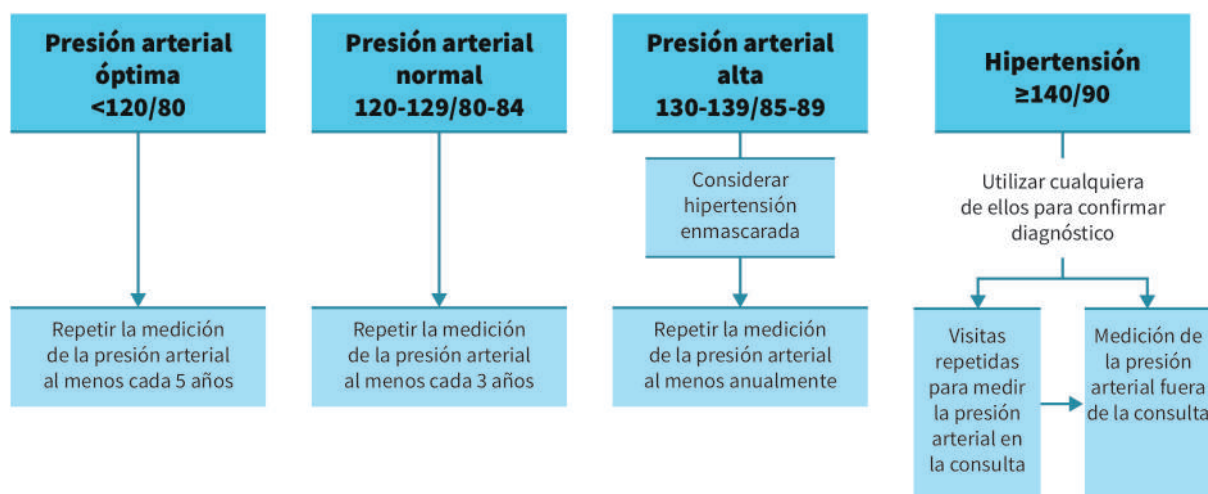 Presión arterial
óptima
<120/80
Repetir la medición
de la presión arterial
al menos cada 5 años
Presión arterial
normal
120-129/80-84
Repetir la medición
de la presión arterial
al menos cada 3 años
Presión arterial
alta
130-139/85-89
Considerar
hipertensión
enmascarada
Repetir la medición
de la presión arterial
al menos anualmente
Hipertensión
≥140/90
Utilizar cualquiera
de ellos para confirmar
diagnóstico
Visitas
repetidas
para medir
la presión
arterial en
la consulta
Medición de
la presión
arterial fuera
de la consulta